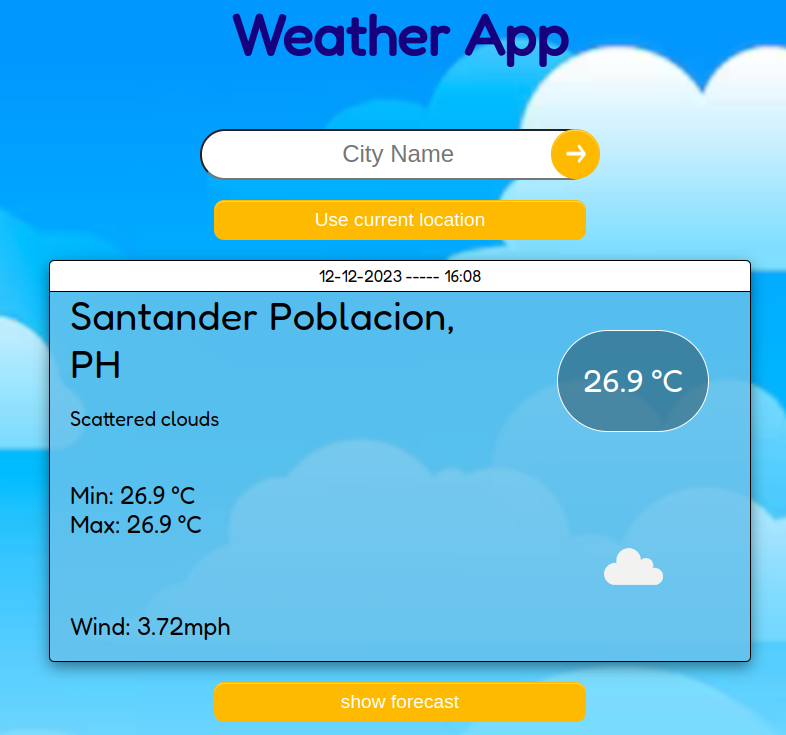 Weather App
City Name
Use current location
12-12-2023 ----- 16:08
Santander Poblacion,
PH
26.9 °C
Scattered clouds
Min: 26.9 °C
Max: 26.9 °C
Wind: 3.72mph
show forecast